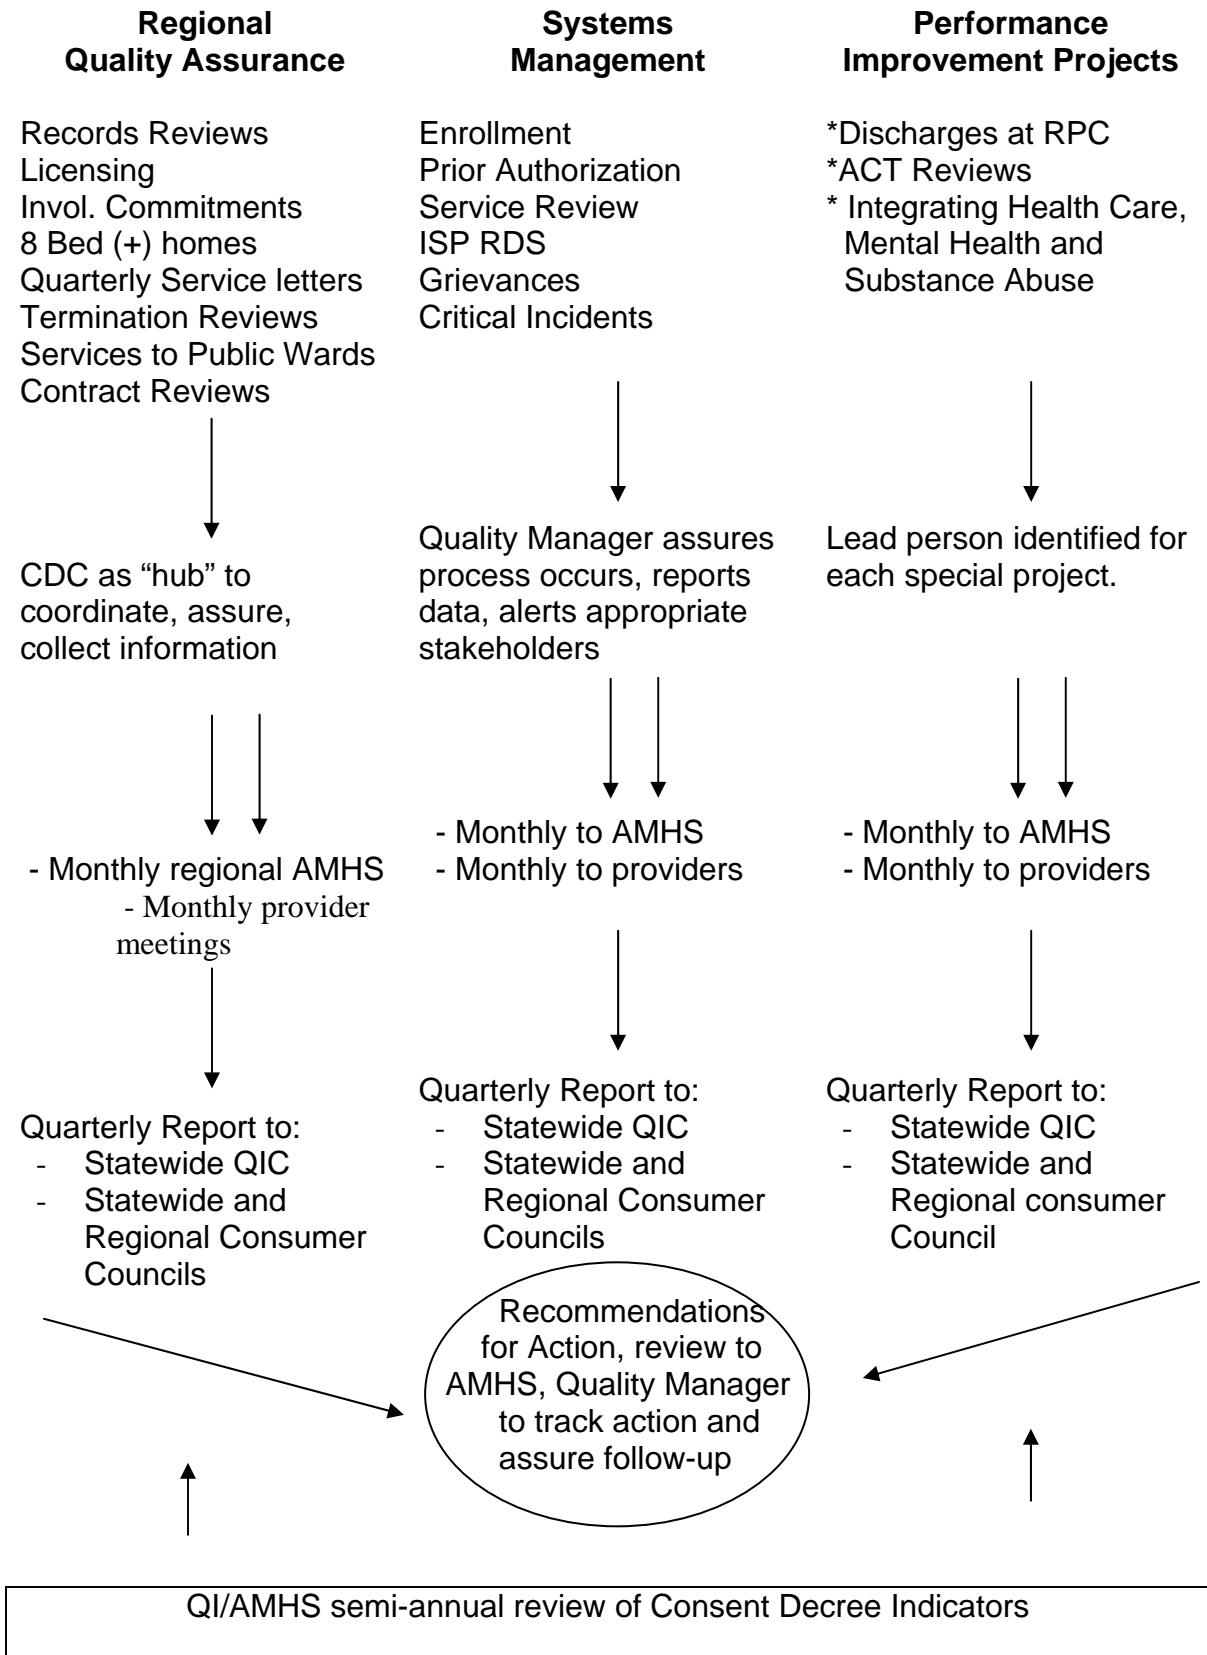 Regional
Quality Assurance
Records Reviews
Licensing
Invol. Commitments
8 Bed (+) homes
Quarterly Service letters
Termination Reviews
Services to Public Wards
Contract Reviews
CDC as “hub” to
coordinate, assure,
collect information
- Monthly regional AMHS
- Monthly provider
meetings
Quarterly Report to:
- Statewide QIC
- Statewide and
Regional Consumer
Councils
Systems
Management
Enrollment
Prior Authorization
Service Review
ISP RDS
Grievances
Critical Incidents
Quality Manager assures
process occurs, reports
data, alerts appropriate
stakeholders
- Monthly to AMHS
- Monthly to providers
Quarterly Report to:
- Statewide QIC
- Statewide and
Regional Consumer
Councils
Performance
Improvement Projects
*Discharges at RPC
*ACT Reviews
* Integrating Health Care,
Mental Health and
Substance Abuse
Lead person identified for
each special project.
- Monthly to AMHS
- Monthly to providers
Quarterly Report to:
- Statewide QIC
- Statewide and
Regional consumer
Council
Recommendations
for Action, review to
AMHS, Quality Manager
to track action and
assure follow-up
QI/AMHS semi-annual review of Consent Decree Indicators